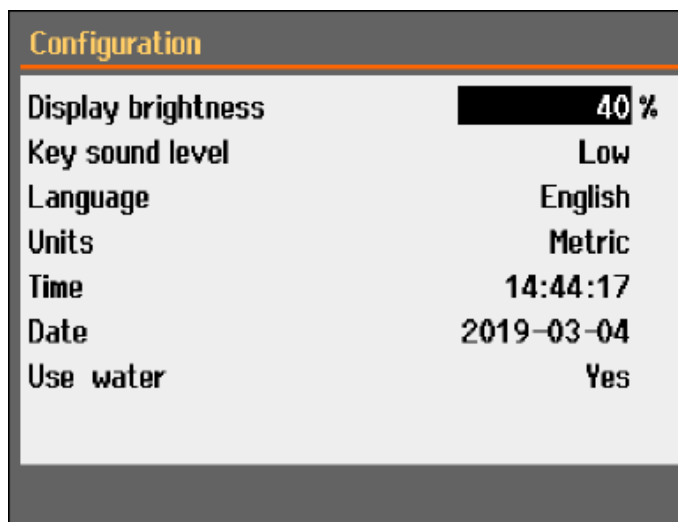 Configuration
Display brightness 40 %
Key sound level Low
Language English
Units Metric
Time 14:44:17
Date 2019-03-04
Use water Yes